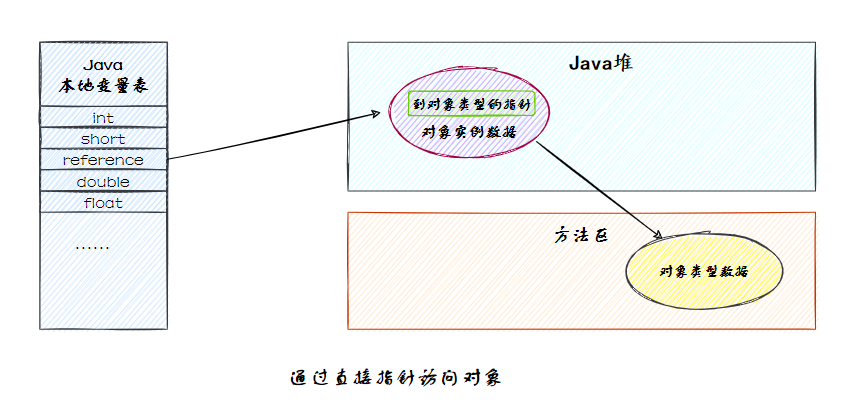 Java
本地变量表
int
short
reference
double
float
......
Java堆
到对象类型的指针
对象实例数据
方法区
对象类型数据
通过直接指针访问对象